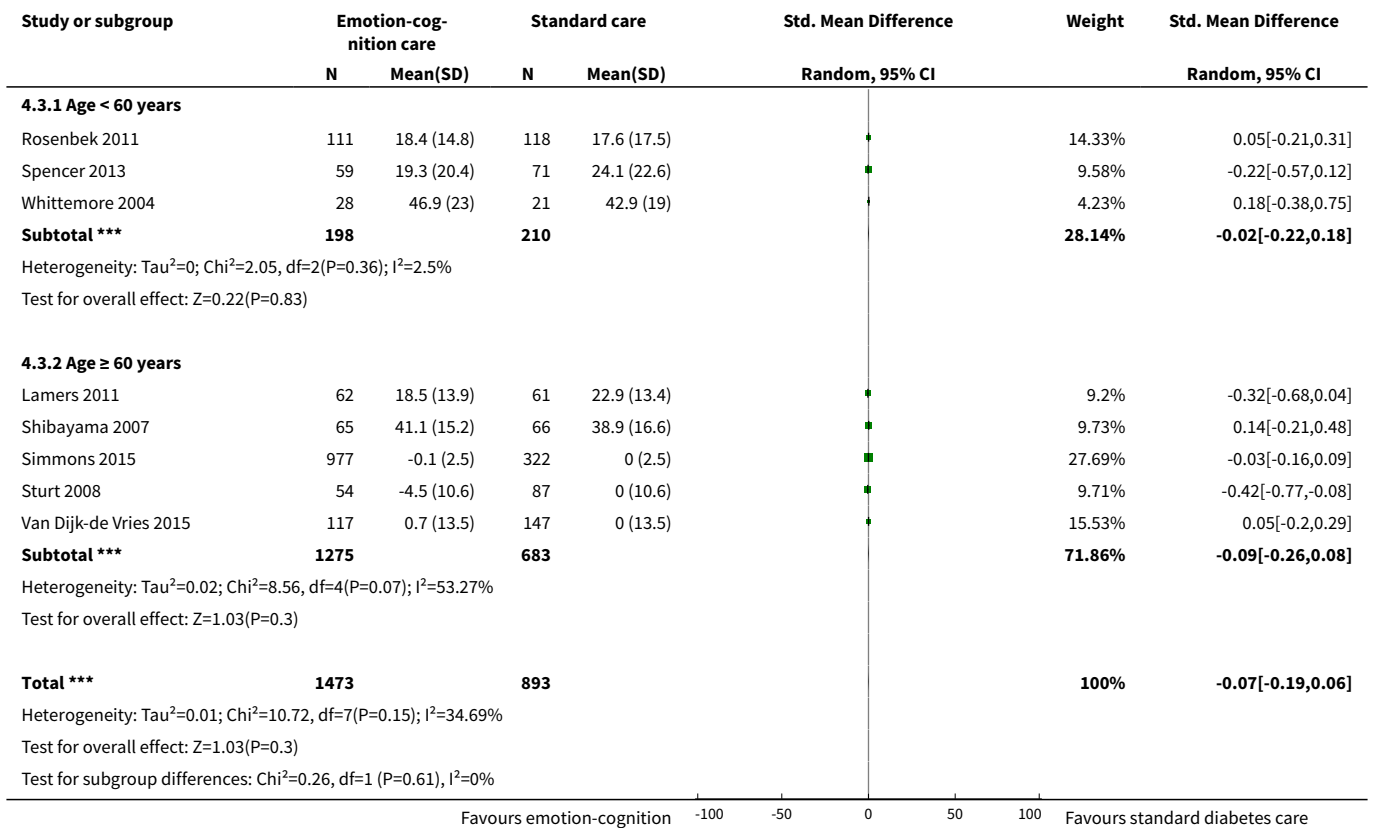 Study or subgroup Emotion-cog- Standard care Std. Mean Difference Weight Std. Mean Difference
nition care
N Mean(SD) N Mean(SD) Random, 95% CI Random, 95% CI
4.3.1 Age < 60 years
Rosenbek 2011 111 18.4 (14.8) 118 17.6 (17.5) 14.33% 0.05[-0.21,0.31]
Spencer 2013 59 19.3 (20.4) 71 24.1 (22.6) 9.58% -0.22[-0.57,0.12]
Whittemore 2004 28 46.9 (23) 21 42.9 (19) 4.23% 0.18[-0.38,0.75]
Subtotal *** 198 210 28.14% -0.02[-0.22,0.18]
Heterogeneity: Tau²=0; Chi²=2.05, df=2(P=0.36); I²=2.5%
Test for overall effect: Z=0.22(P=0.83)
4.3.2 Age ≥ 60 years
Lamers 2011 62 18.5 (13.9) 61 22.9 (13.4) 9.2% -0.32[-0.68,0.04]
Shibayama 2007 65 41.1 (15.2) 66 38.9 (16.6) 9.73% 0.14[-0.21,0.48]
Simmons 2015 977 -0.1 (2.5) 322 0 (2.5) 27.69% -0.03[-0.16,0.09]
Sturt 2008 54 -4.5 (10.6) 87 0 (10.6) 9.71% -0.42[-0.77,-0.08]
Van Dijk-de Vries 2015 117 0.7 (13.5) 147 0 (13.5) 15.53% 0.05[-0.2,0.29]
Subtotal *** 1275 683 71.86% -0.09[-0.26,0.08]
Heterogeneity: Tau²=0.02; Chi²=8.56, df=4(P=0.07); I²=53.27%
Test for overall effect: Z=1.03(P=0.3)
Total *** 1473 893 100% -0.07[-0.19,0.06]
Heterogeneity: Tau²=0.01; Chi²=10.72, df=7(P=0.15); I²=34.69%
Test for overall effect: Z=1.03(P=0.3)
Test for subgroup differences: Chi²=0.26, df=1 (P=0.61), I²=0%
Favours emotion-cognition -100 -50 0 50 100 Favours standard diabetes care